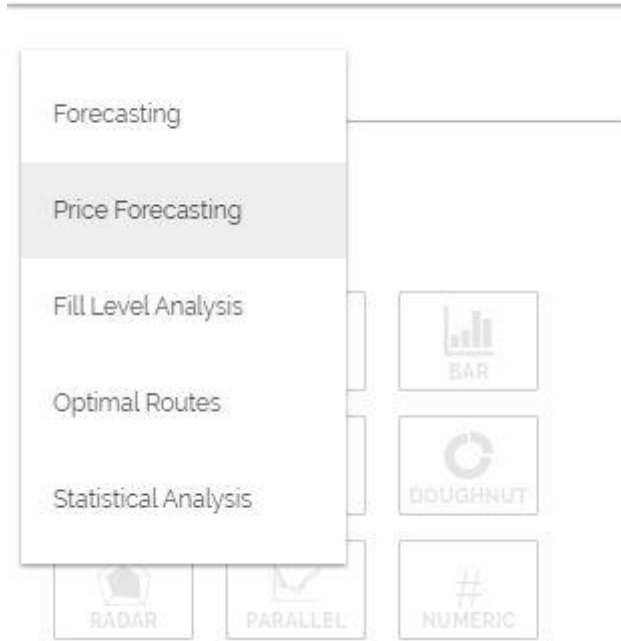 Forecasting
Price Forecasting
Fill Level Analysis
Optimal Routes
Statistical Analysis
BAR
DOUGHNUT
RADAR
PARALLEL
#
NUMERIC